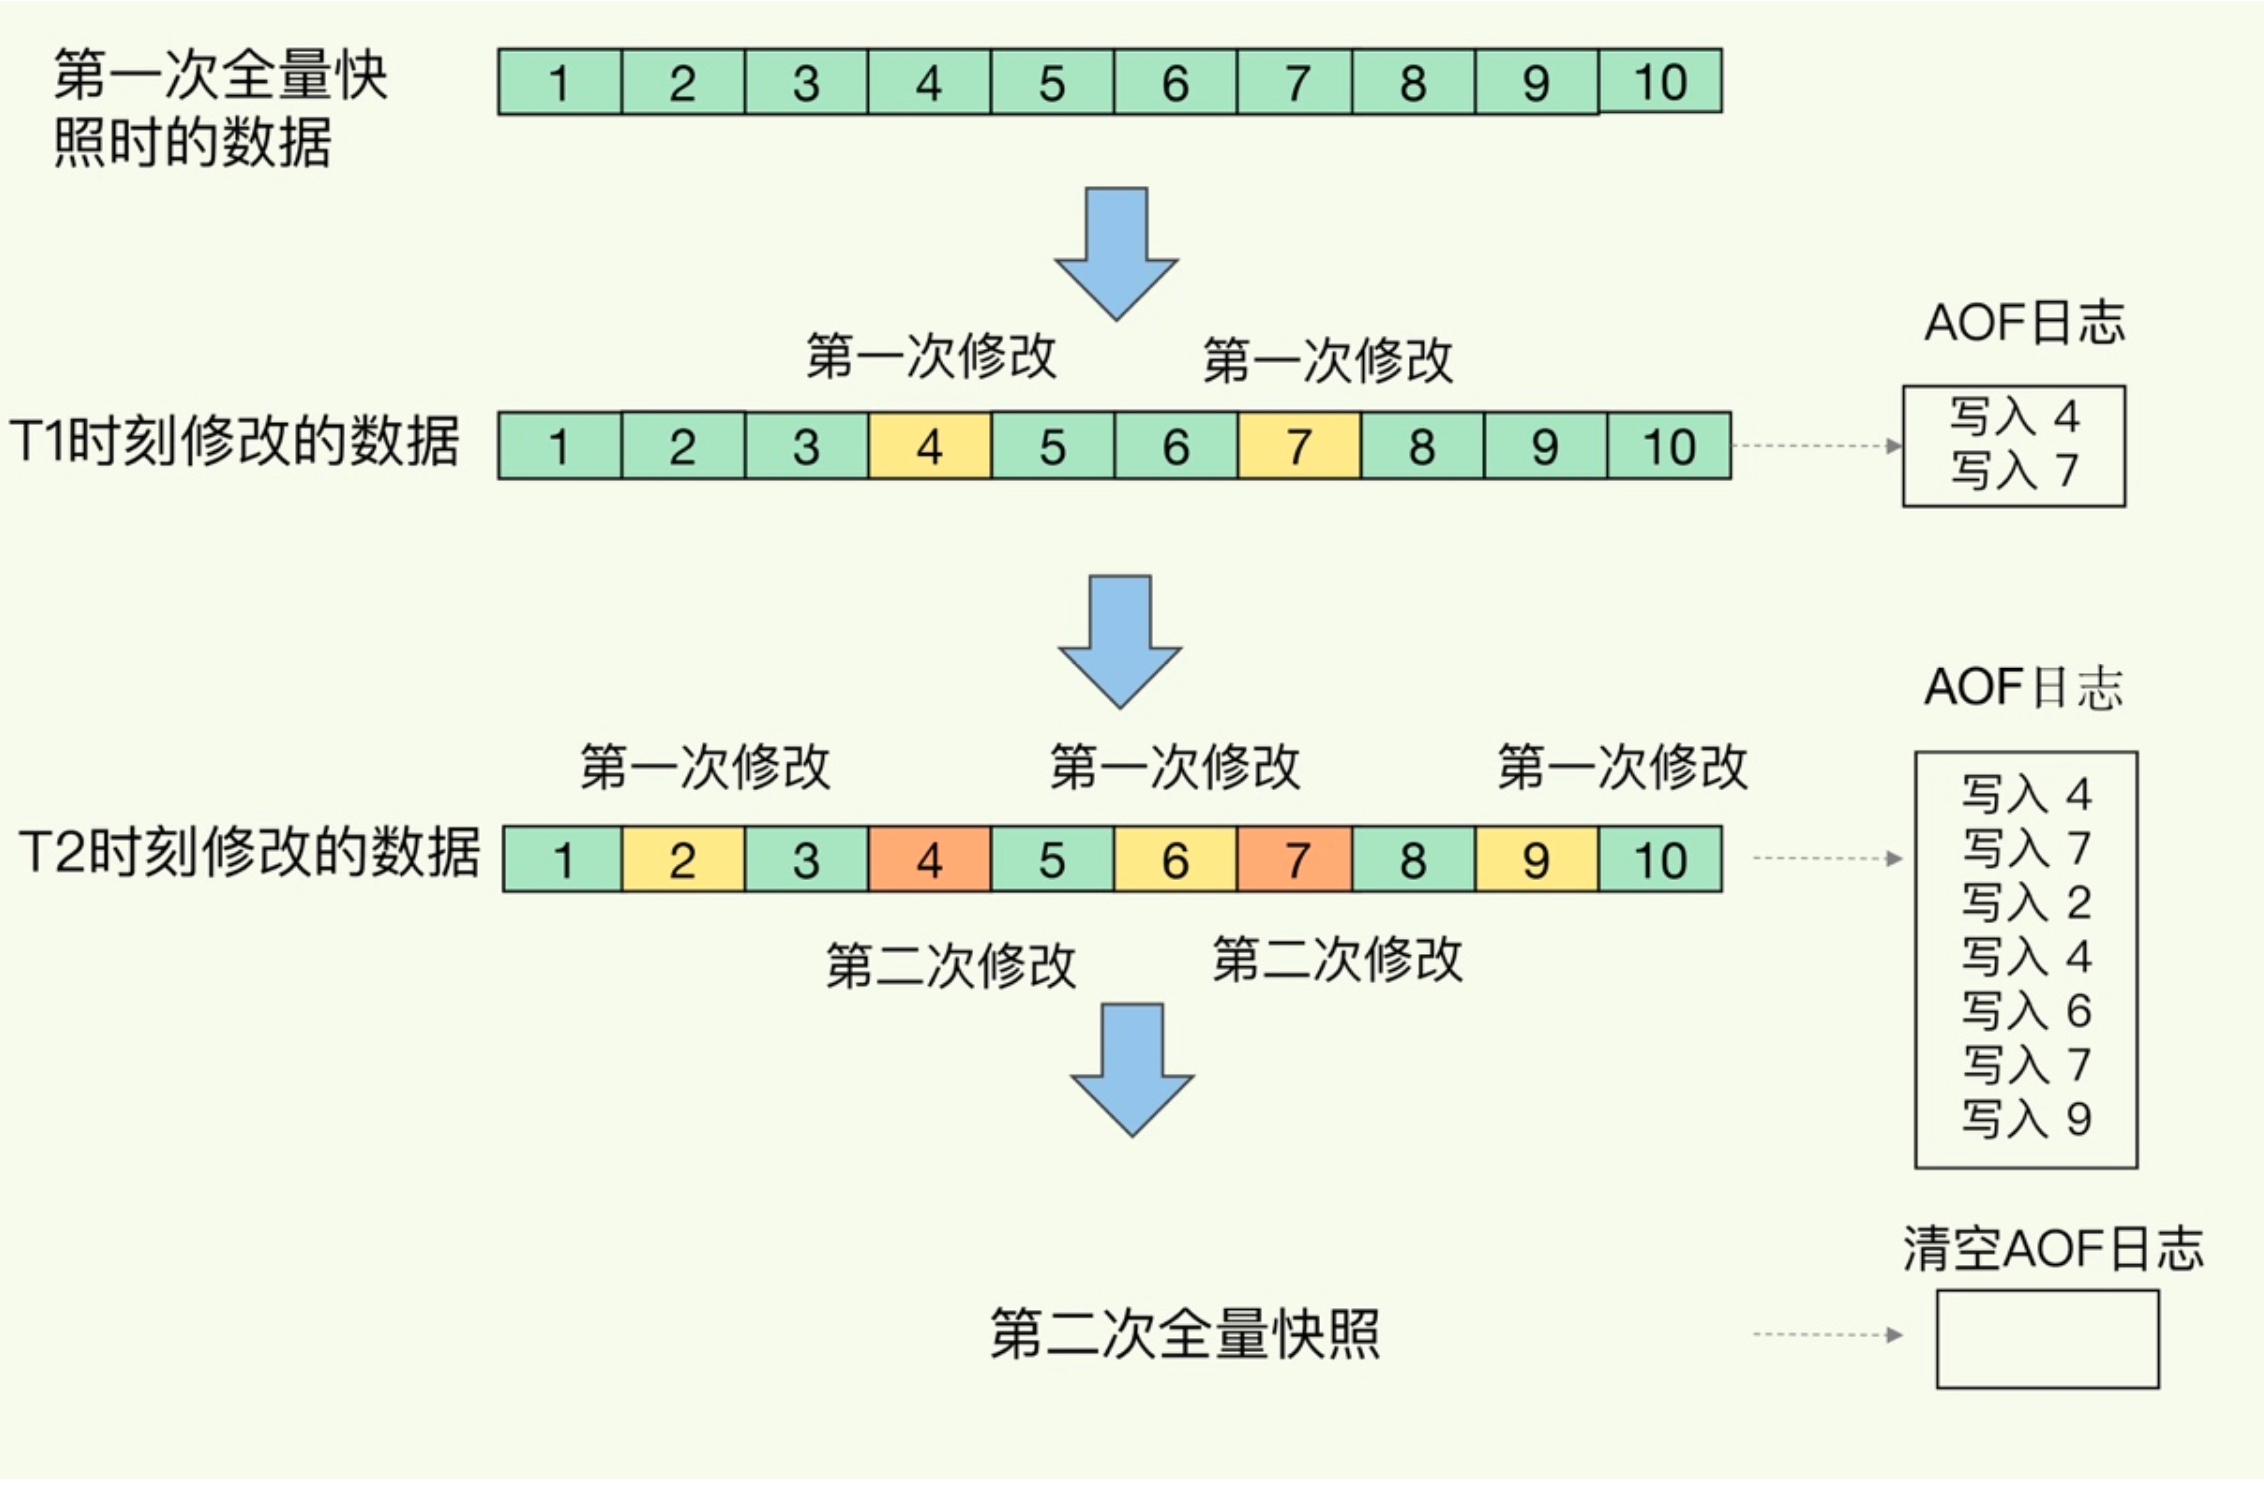 第一次全量快
照时的数据
1 2 3 4 5 6 7 8 9 10
第一次修改 第一次修改
AOF日志
T1时刻修改的数据
1 2 3 4 5 6 7 8 9 10
写入 4
写入 7
AOF日志
第一次修改 第一次修改 第一次修改
T2时刻修改的数据
1 2 3 4 5 6 7 8 9 10
第二次修改 第二次修改
写入 4
写入 7
写入 2
写入 4
写入 6
写入 7
写入 9
清空AOF日志
第二次全量快照